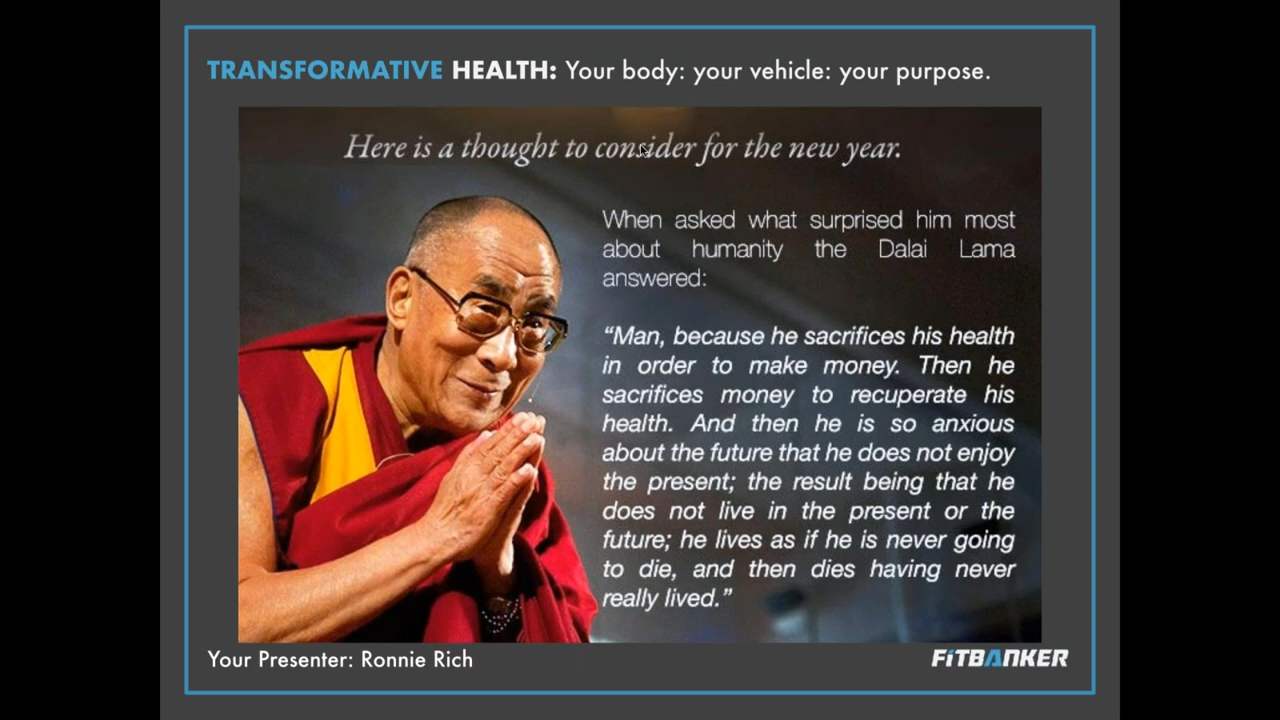 TRANSFORMATIVE HEALTH: Your body: your vehicle: your purpose.
Here is a thought to consider for the new year.
When asked what surprised him most
about humanity the Dalai Lama
answered:
“Man, because he sacrifices his health
in order to make money. Then he
sacrifices money to recuperate his
health. And then he is so anxious
about the future that he does not enjoy
the present; the result being that he
does not live in the present or the
future; he lives as if he is never going
to die, and then dies having never
really lived.”
Your Presenter: Ronnie Rich
FiTBANKER